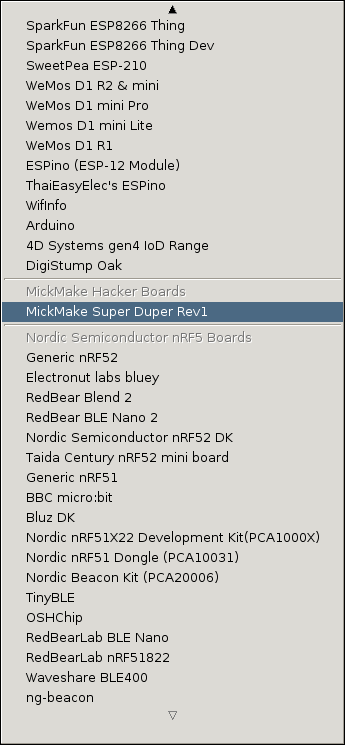 SparkFun ESP8266 Thing
SparkFun ESP8266 Thing Dev
SweetPea ESP-210
WeMos D1 R2 & mini
WeMos D1 mini Pro
Wemos D1 mini Lite
WeMos D1 R1
ESPino (ESP-12 Module)
ThaiEasyElec's ESPino
WifInfo
Arduino
4D Systems gen4 IoD Range
DigiStump Oak
MickMake Hacker Boards
MickMake Super Duper Rev1
Nordic Semiconductor nRF5 Boards
Generic nRF52
Electronut labs bluey
RedBear Blend 2
RedBear BLE Nano 2
Nordic Semiconductor nRF52 DK
Taida Century nRF52 mini board
Generic nRF51
BBC micro:bit
Bluz DK
Nordic nRF51X22 Development Kit(PCA1000X)
Nordic nRF51 Dongle (PCA10031)
Nordic Beacon Kit (PCA20006)
TinyBLE
OSHChip
RedBearLab BLE Nano
RedBearLab nRF51822
Waveshare BLE400
ng-beacon